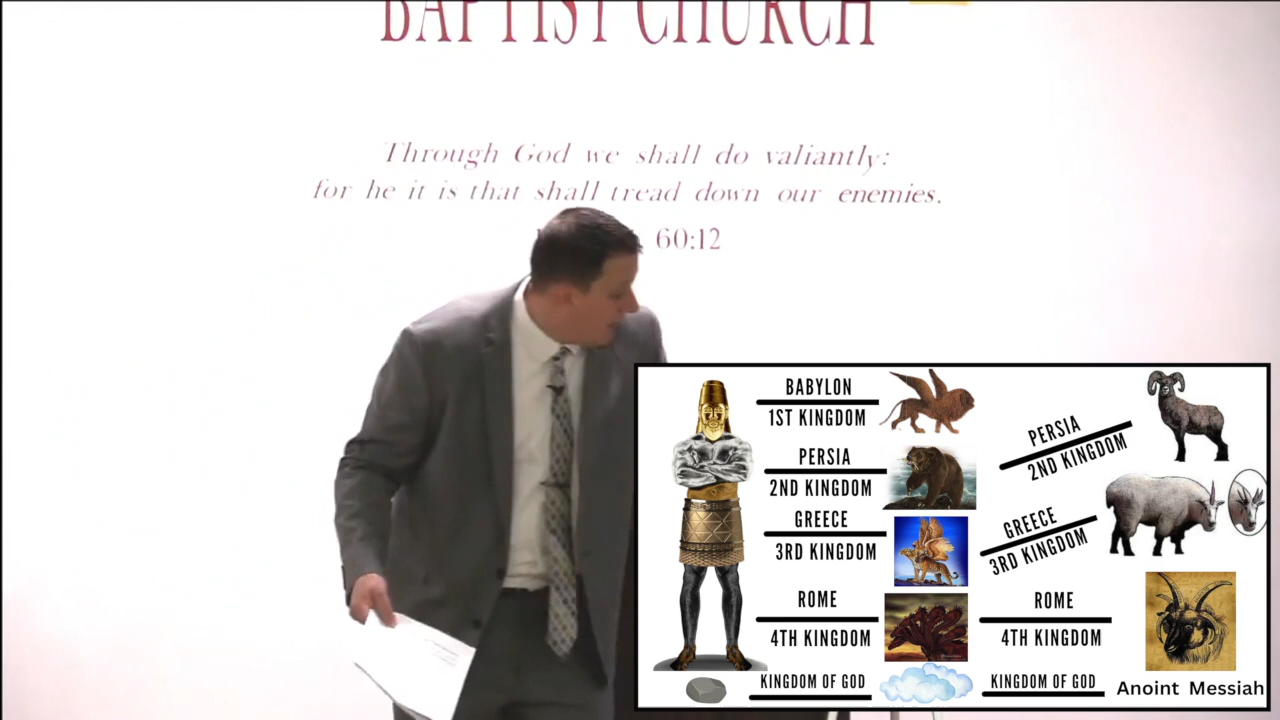 BAPTIST CHURCH
Through God we shall do valiantly:
for he it is that shall tread down our enemies.
60:12
BABYLON
1ST KINGDOM
PERSIA
2ND KINGDOM
GREECE
3RD KINGDOM
ROME
4TH KINGDOM
KINGDOM OF GOD
PERSIA
2ND KINGDOM
GREECE
3RD KINGDOM
ROME
4TH KINGDOM
KINGDOM OF GOD
Anoint Messiah